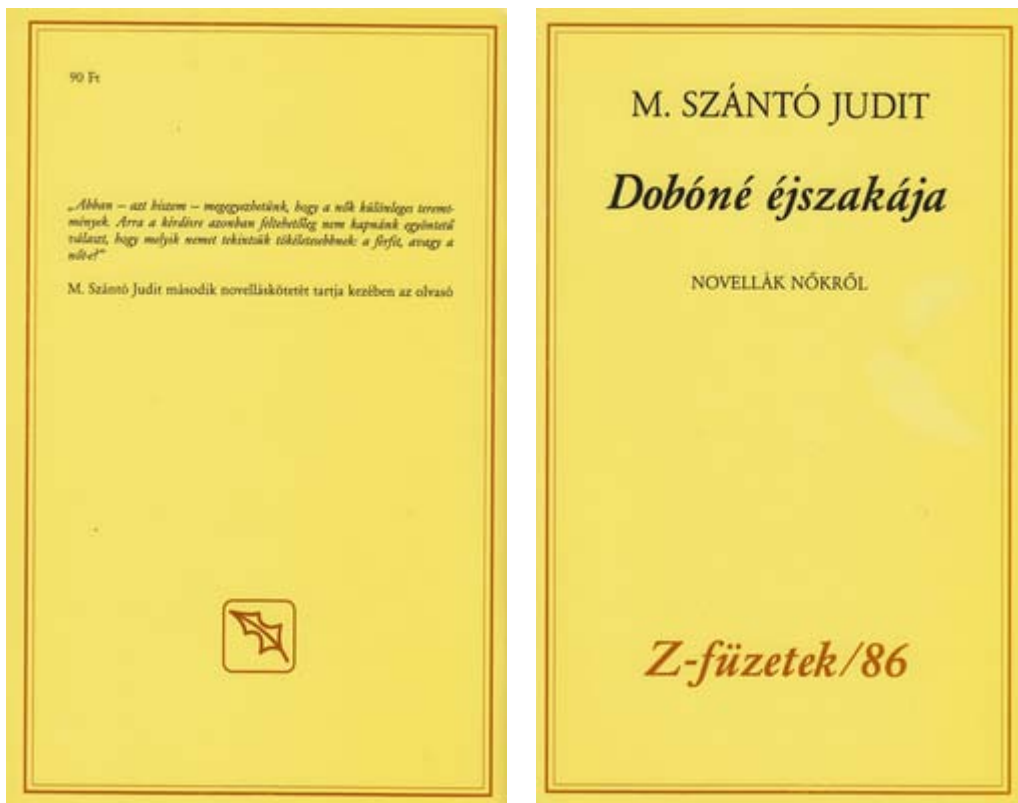 90 Ft
„Abban – azt hiszem – megegyezhetünk, hogy a nők különleges teremt-
mények. Arra a kérdésre azonban feltehetőleg nem kapnánk egyöntetű
választ, hogy melyik nemet tekintsük tökéletesebbnek: a férfit, avagy a
nőt-e?”
M. Szántó Judit második novelláskötetét tartja kezében az olvasó
M. SZÁNTÓ JUDIT
Dobóné éjszakája
NOVELLÁK NŐKRŐL
Z-füzetek/86